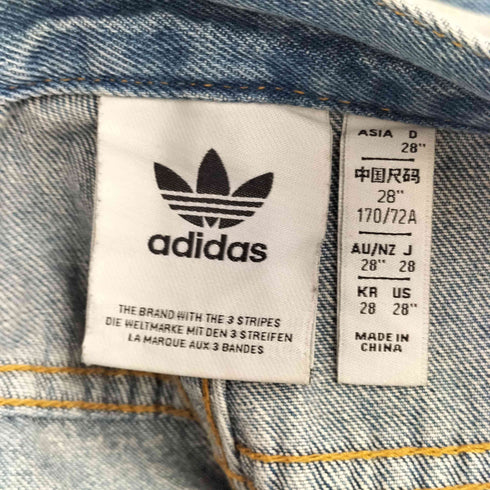 adidas
THE BRAND WITH THE 3 STRIPES
DIE WELTMARKE MIT DEN 3 STREIFEN
LA MARQUE AUX 3 BANDES
ASIA D
28"
中国尺码
28"
170/72A
AU/NZ J
28" 28
KR US
28 28"
MADE IN
CHINA